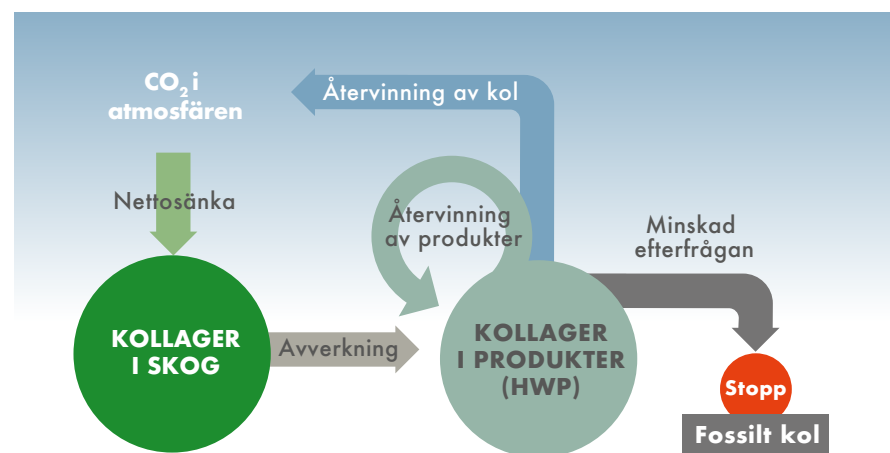 CO₂ i
atmosfären
Återvinning av kol
Nettosänka
Återvinning
av produkter
Minskad
efterfrågan
KOLLAGER
I SKOG
Avverkning
KOLLAGER
I PRODUKTER
(HWP)
Stopp
Fossilt kol